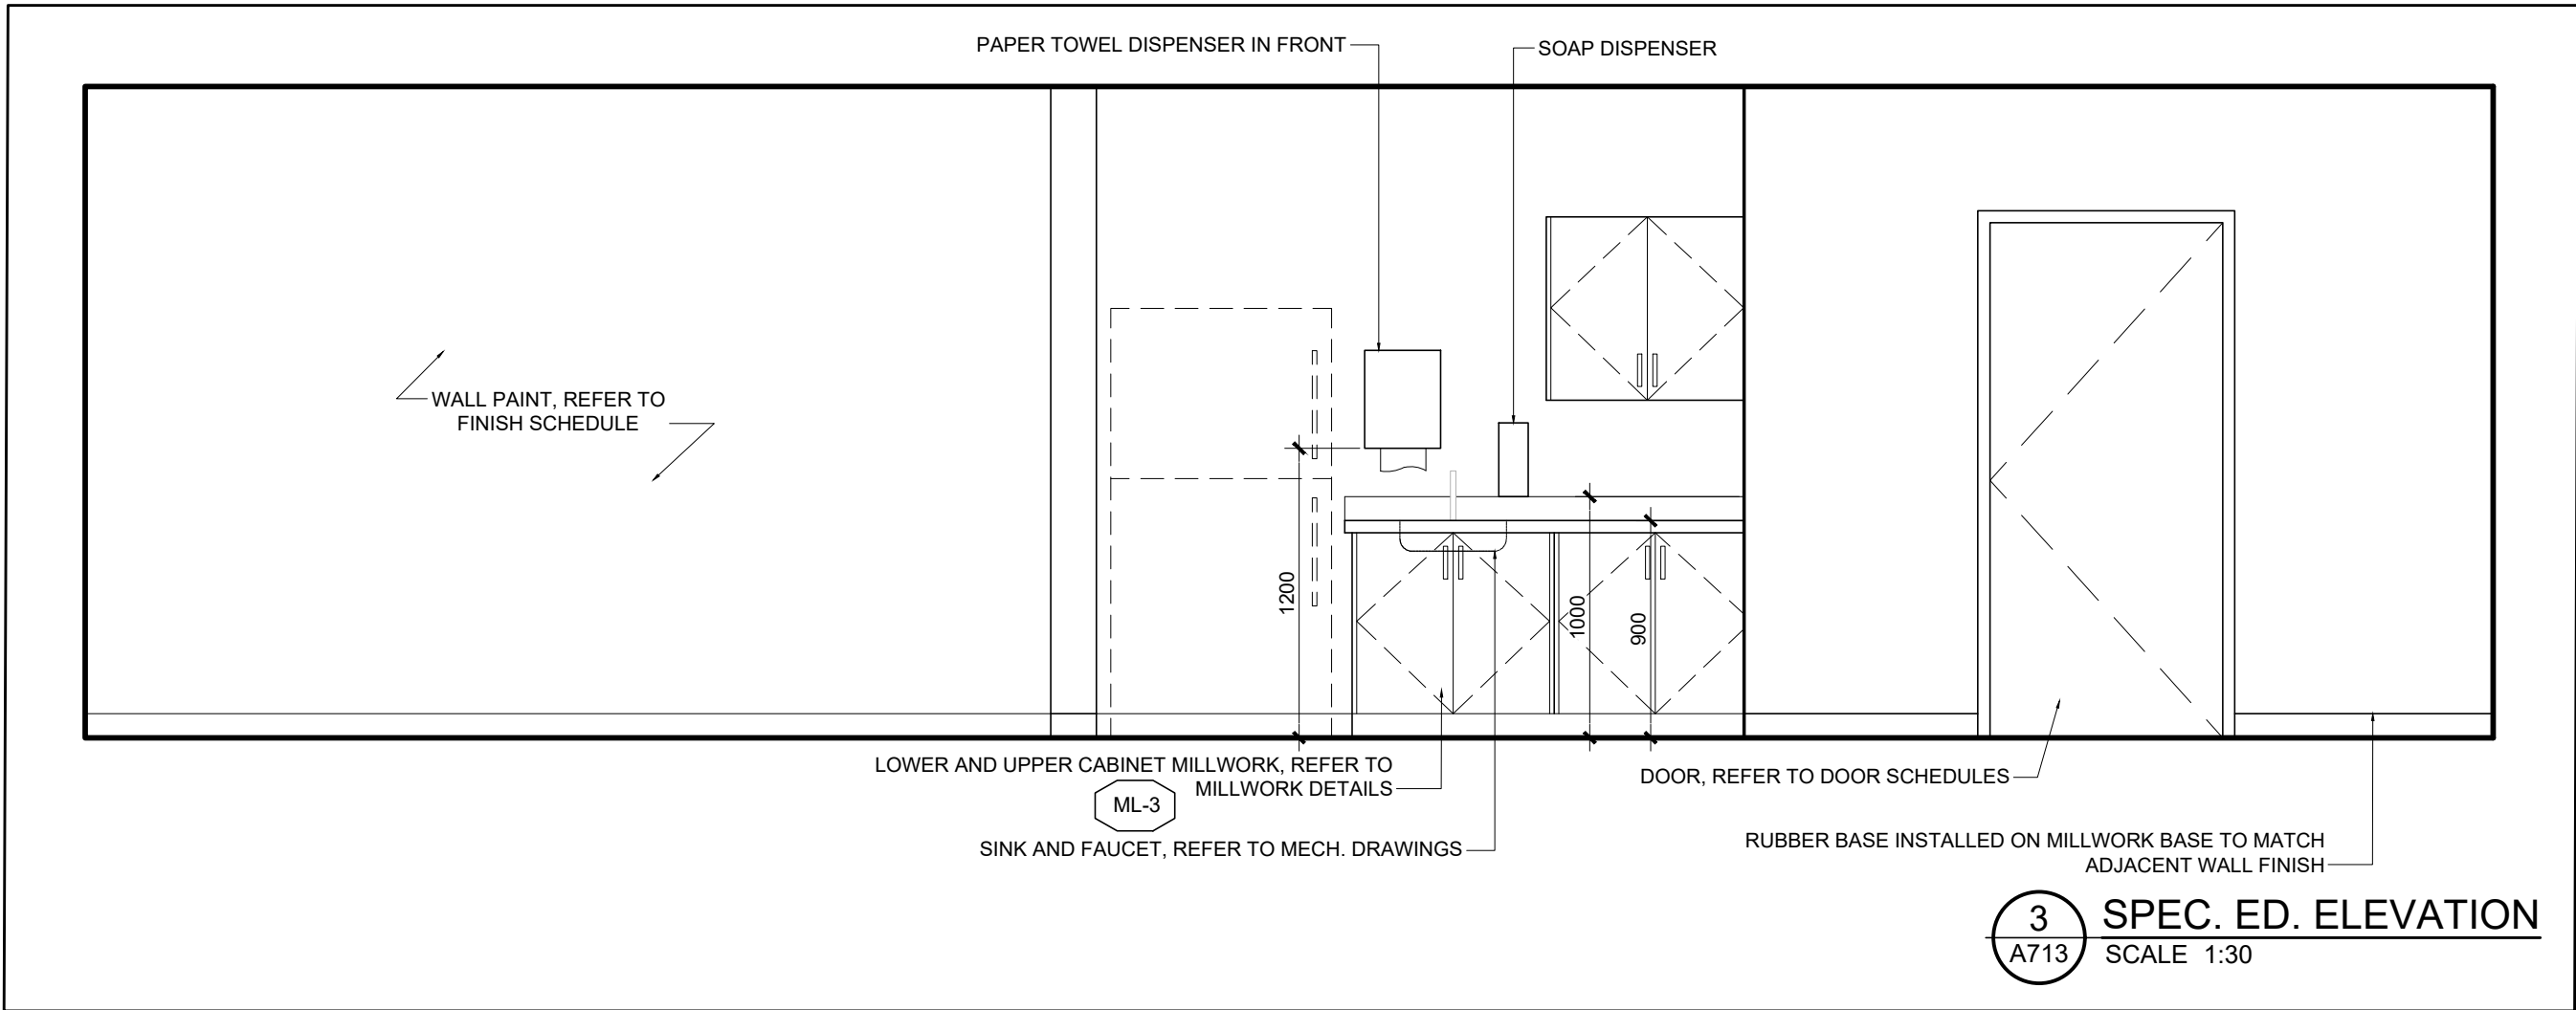 PAPER TOWEL DISPENSER IN FRONT
SOAP DISPENSER
WALL PAINT, REFER TO
FINISH SCHEDULE
1200
1000
900
LOWER AND UPPER CABINET MILLWORK, REFER TO
MILLWORK DETAILS
ML-3
SINK AND FAUCET, REFER TO MECH. DRAWINGS
DOOR, REFER TO DOOR SCHEDULES
RUBBER BASE INSTALLED ON MILLWORK BASE TO MATCH
ADJACENT WALL FINISH
3
A713
SPEC. ED. ELEVATION
SCALE 1:30